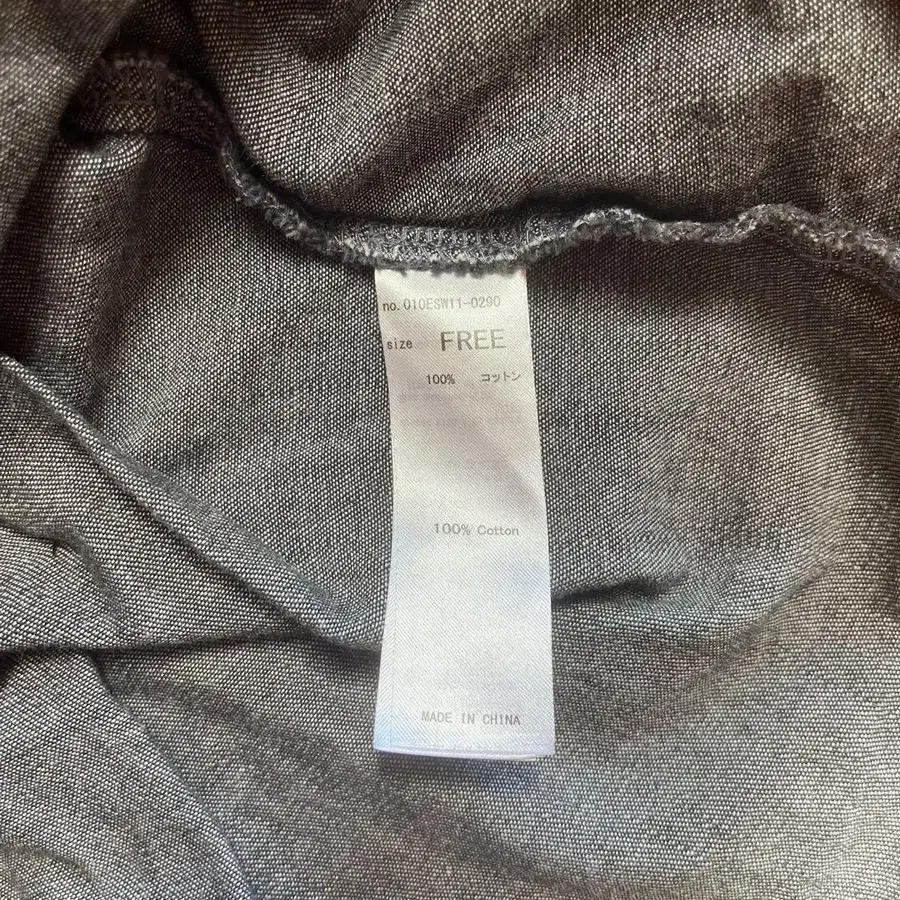 no.010ESW11-0290
size FREE
100% コットン
100% Cotton
MADE IN CHINA